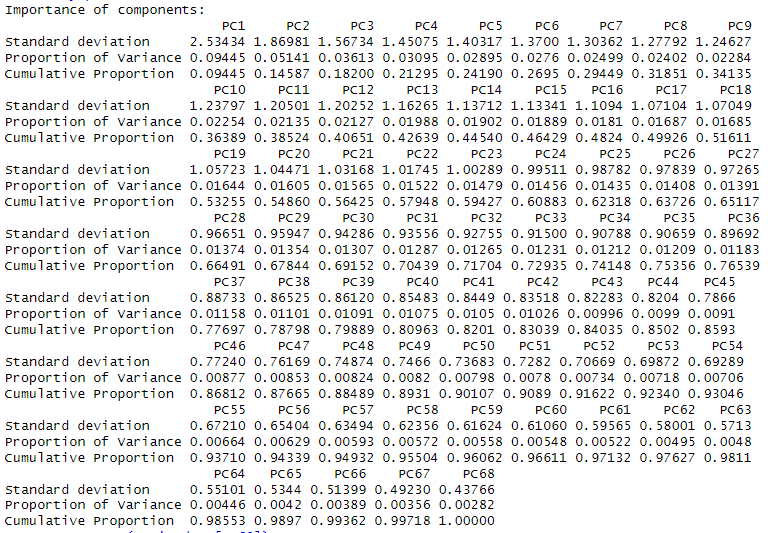 Importance of components:
PC1 PC2 PC3 PC4 PC5 PC6 PC7 PC8 PC9
Standard deviation 2.53434 1.86981 1.56734 1.45075 1.40317 1.3700 1.30362 1.27792 1.24627
Proportion of Variance 0.09445 0.05141 0.03613 0.03095 0.02895 0.0276 0.02499 0.02402 0.02284
Cumulative Proportion 0.09445 0.14587 0.18200 0.21295 0.24190 0.2695 0.29449 0.31851 0.34135
PC10 PC11 PC12 PC13 PC14 PC15 PC16 PC17 PC18
Standard deviation 1.23797 1.20501 1.20252 1.16265 1.13712 1.13341 1.1094 1.07104 1.07049
Proportion of Variance 0.02254 0.02135 0.02127 0.01988 0.01902 0.01889 0.0181 0.01687 0.01685
Cumulative Proportion 0.36389 0.38524 0.40651 0.42639 0.44540 0.46429 0.4824 0.49926 0.51611
PC19 PC20 PC21 PC22 PC23 PC24 PC25 PC26 PC27
Standard deviation 1.05723 1.04471 1.03168 1.01745 1.00289 0.99511 0.98782 0.97839 0.97265
Proportion of Variance 0.01644 0.01605 0.01565 0.01522 0.01479 0.01456 0.01435 0.01408 0.01391
Cumulative Proportion 0.53255 0.54860 0.56425 0.57948 0.59427 0.60883 0.62318 0.63726 0.65117
PC28 PC29 PC30 PC31 PC32 PC33 PC34 PC35 PC36
Standard deviation 0.96651 0.95947 0.94286 0.93556 0.92755 0.91500 0.90788 0.90659 0.89692
Proportion of Variance 0.01374 0.01354 0.01307 0.01287 0.01265 0.01231 0.01212 0.01209 0.01183
Cumulative Proportion 0.66491 0.67844 0.69152 0.70439 0.71704 0.72935 0.74148 0.75356 0.76539
PC37 PC38 PC39 PC40 PC41 PC42 PC43 PC44 PC45
Standard deviation 0.88733 0.86525 0.86120 0.85483 0.8449 0.83518 0.82283 0.8204 0.7866
Proportion of Variance 0.01158 0.01101 0.01091 0.01075 0.0105 0.01026 0.00996 0.0099 0.0091
Cumulative Proportion 0.77697 0.78798 0.79889 0.80963 0.8201 0.83039 0.84035 0.8502 0.8593
PC46 PC47 PC48 PC49 PC50 PC51 PC52 PC53 PC54
Standard deviation 0.77240 0.76169 0.74874 0.7466 0.73683 0.7282 0.70669 0.69872 0.69289
Proportion of Variance 0.00877 0.00853 0.00824 0.0082 0.00798 0.0078 0.00734 0.00718 0.00706
Cumulative Proportion 0.86812 0.87665 0.88489 0.8931 0.90107 0.9089 0.91622 0.92340 0.93046
PC55 PC56 PC57 PC58 PC59 PC60 PC61 PC62 PC63
Standard deviation 0.67210 0.65404 0.63494 0.62356 0.61624 0.61060 0.59565 0.58001 0.5713
Proportion of Variance 0.00664 0.00629 0.00593 0.00572 0.00558 0.00548 0.00522 0.00495 0.0048
Cumulative Proportion 0.93710 0.94339 0.94932 0.95504 0.96062 0.96611 0.97132 0.97627 0.9811
PC64 PC65 PC66 PC67 PC68
Standard deviation 0.55101 0.5344 0.51399 0.49230 0.43766
Proportion of Variance 0.00446 0.0042 0.00389 0.00356 0.00282
Cumulative Proportion 0.98553 0.9897 0.99362 0.99718 1.00000